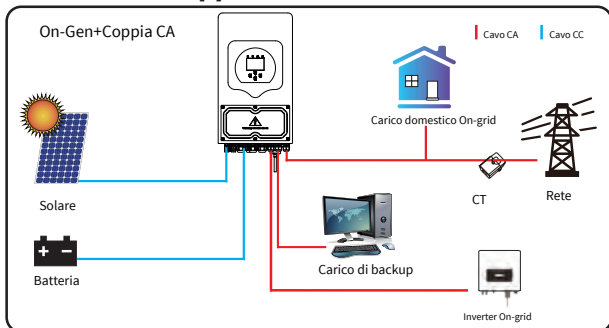 On-Gen+Coppia CA
Cavo CA
Cavo CC
Carico domestico On-grid
Solare
CT
Rete
Batteria
Carico di backup
Inverter On-grid